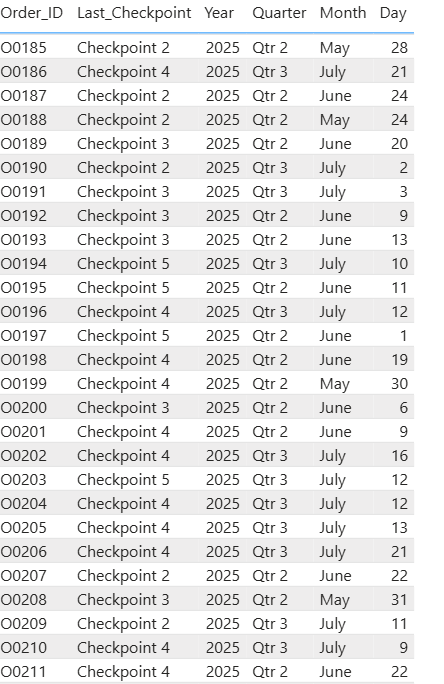 Order_ID Last_Checkpoint Year Quarter Month Day
O0185 Checkpoint 2 2025 Qtr 2 May 28
O0186 Checkpoint 4 2025 Qtr 3 July 21
O0187 Checkpoint 2 2025 Qtr 2 June 24
O0188 Checkpoint 2 2025 Qtr 2 May 24
O0189 Checkpoint 3 2025 Qtr 2 June 20
O0190 Checkpoint 2 2025 Qtr 3 July 2
O0191 Checkpoint 3 2025 Qtr 3 July 3
O0192 Checkpoint 3 2025 Qtr 2 June 9
O0193 Checkpoint 3 2025 Qtr 2 June 13
O0194 Checkpoint 5 2025 Qtr 3 July 10
O0195 Checkpoint 5 2025 Qtr 2 June 11
O0196 Checkpoint 4 2025 Qtr 3 July 12
O0197 Checkpoint 5 2025 Qtr 2 June 1
O0198 Checkpoint 4 2025 Qtr 2 June 19
O0199 Checkpoint 4 2025 Qtr 2 May 30
O0200 Checkpoint 3 2025 Qtr 2 June 6
O0201 Checkpoint 4 2025 Qtr 2 June 9
O0202 Checkpoint 4 2025 Qtr 3 July 16
O0203 Checkpoint 5 2025 Qtr 3 July 12
O0204 Checkpoint 4 2025 Qtr 3 July 12
O0205 Checkpoint 4 2025 Qtr 3 July 13
O0206 Checkpoint 4 2025 Qtr 3 July 21
O0207 Checkpoint 2 2025 Qtr 2 June 22
O0208 Checkpoint 3 2025 Qtr 2 May 31
O0209 Checkpoint 2 2025 Qtr 3 July 11
O0210 Checkpoint 4 2025 Qtr 3 July 9
O0211 Checkpoint 4 2025 Qtr 2 June 22